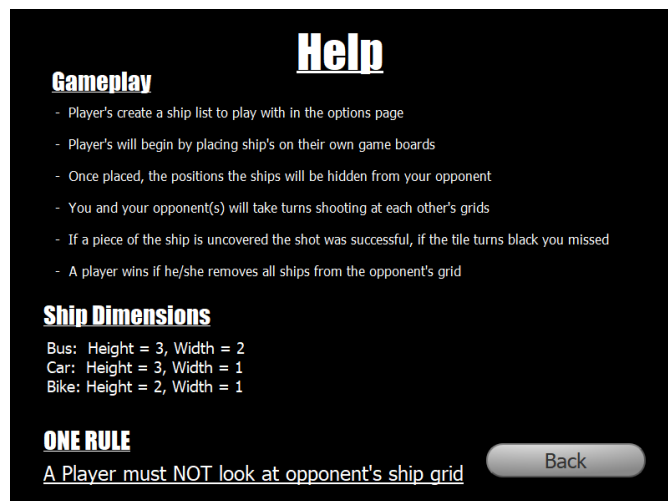 Help
Gameplay
- Player's create a ship list to play with in the options page
- Player's will begin by placing ship's on their own game boards
- Once placed, the positions the ships will be hidden from your opponent
- You and your opponent(s) will take turns shooting at each other's grids
- If a piece of the ship is uncovered the shot was successful, if the tile turns black you missed
- A player wins if he/she removes all ships from the opponent's grid
Ship Dimensions
Bus: Height = 3, Width = 2
Car: Height = 3, Width = 1
Bike: Height = 2, Width = 1
ONE RULE
A Player must NOT look at opponent's ship grid
Back